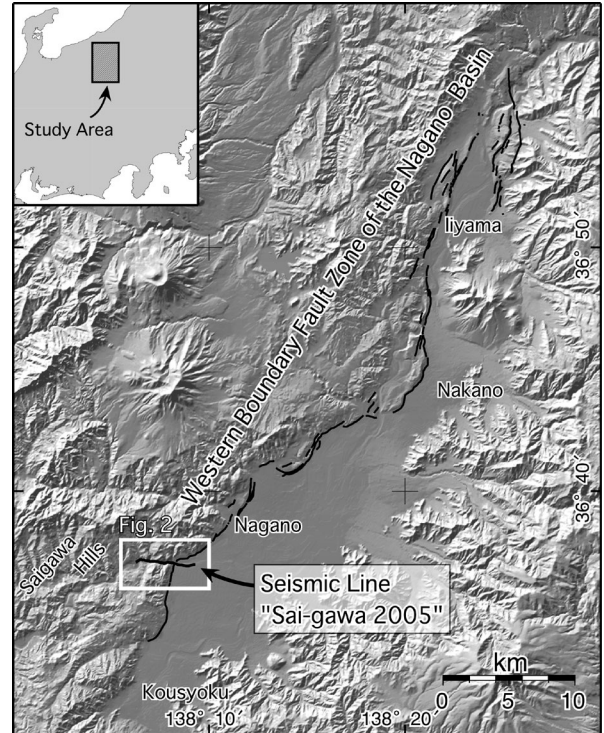 Study Area
Western Boundary Fault Zone of the Nagano Basin
Iiyama
36° 50´
Nakano
36° 40´
Nagano
Fig. 2
Saigawa
Hills
Seismic Line
"Sai-gawa 2005"
Kousyoku
km
0 5 10
138° 10´
138° 20´